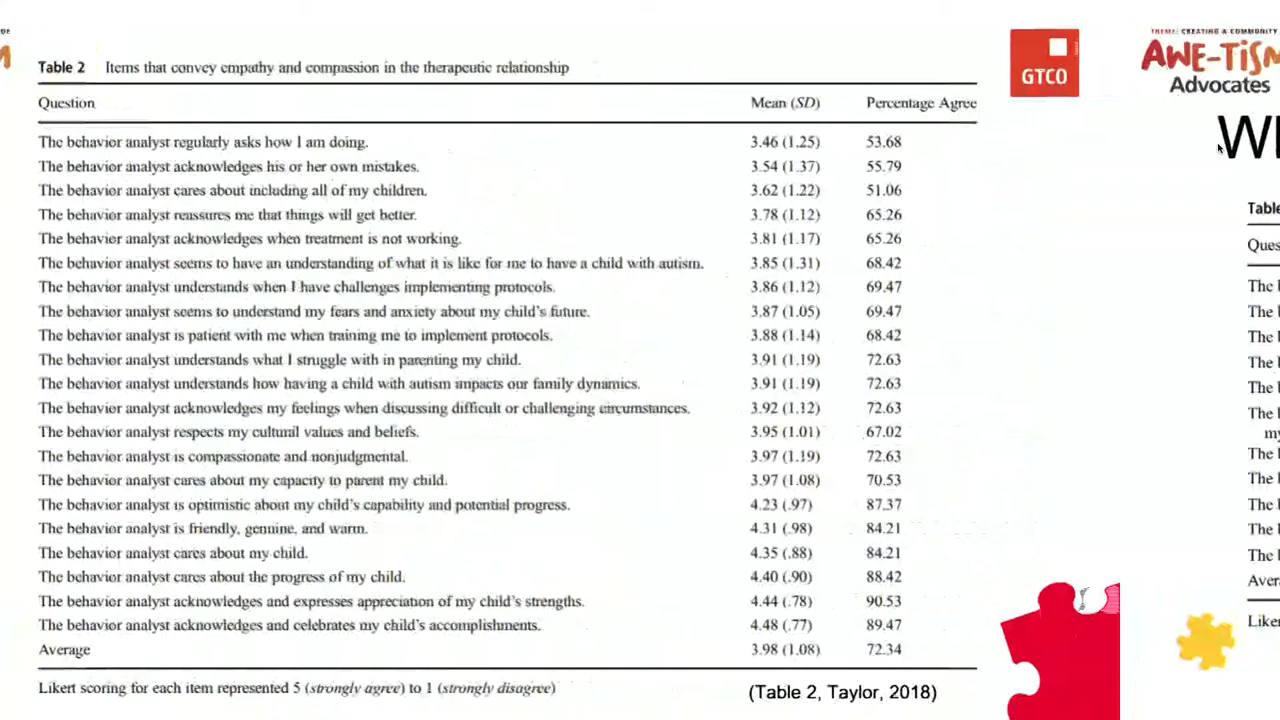 Table 2 Items that convey empathy and compassion in the therapeutic relationship
Question Mean (SD) Percentage Agree
The behavior analyst regularly asks how I am doing. 3.46 (1.25) 53.68
The behavior analyst acknowledges his or her own mistakes. 3.54 (1.37) 55.79
The behavior analyst cares about including all of my children. 3.62 (1.22) 51.06
The behavior analyst reassures me that things will get better. 3.78 (1.12) 65.26
The behavior analyst acknowledges when treatment is not working. 3.81 (1.17) 65.26
The behavior analyst seems to have an understanding of what it is like for me to have a child with autism. 3.85 (1.31) 68.42
The behavior analyst understands when I have challenges implementing protocols. 3.86 (1.12) 69.47
The behavior analyst seems to understand my fears and anxiety about my child's future. 3.87 (1.05) 69.47
The behavior analyst is patient with me when training me to implement protocols. 3.88 (1.14) 68.42
The behavior analyst understands what I struggle with in parenting my child. 3.91 (1.19) 72.63
The behavior analyst understands how having a child with autism impacts our family dynamics. 3.91 (1.19) 72.63
The behavior analyst acknowledges my feelings when discussing difficult or challenging circumstances. 3.92 (1.12) 72.63
The behavior analyst respects my cultural values and beliefs. 3.95 (1.01) 67.02
The behavior analyst is compassionate and nonjudgmental. 3.97 (1.19) 72.63
The behavior analyst cares about my capacity to parent my child. 3.97 (1.08) 70.53
The behavior analyst is optimistic about my child's capability and potential progress. 4.23 (.97) 87.37
The behavior analyst is friendly, genuine, and warm. 4.31 (.98) 84.21
The behavior analyst cares about my child. 4.35 (.88) 84.21
The behavior analyst cares about the progress of my child. 4.40 (.90) 88.42
The behavior analyst acknowledges and expresses appreciation of my child's strengths. 4.44 (.78) 90.53
The behavior analyst acknowledges and celebrates my child's accomplishments. 4.48 (.77) 89.47
Average 3.98 (1.08) 72.34
Likert scoring for each item represented 5 (strongly agree) to 1 (strongly disagree)
(Table 2, Taylor, 2018)
GTCO
THEME: CREATING A COMMUNITY
AWE-TISM
Advocates
Table
The
The
The
The
The
The
my
The
The
The
The
The